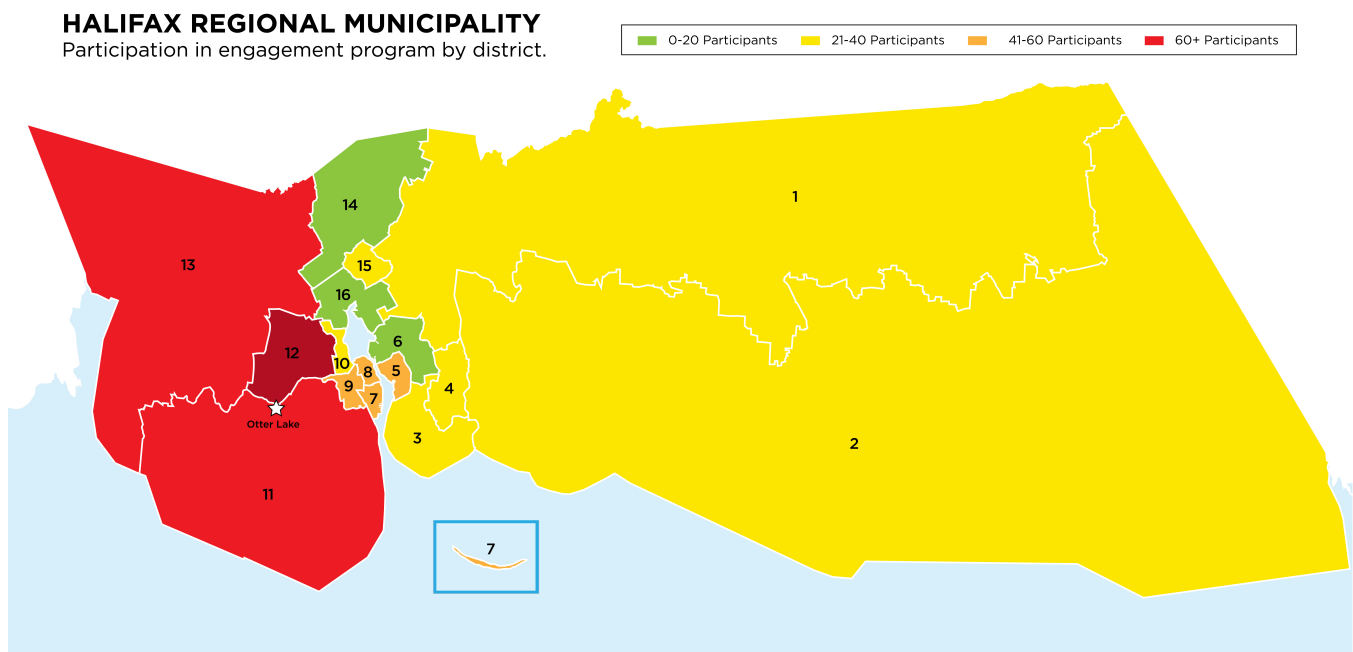 HALIFAX REGIONAL MUNICIPALITY
Participation in engagement program by district.
0-20 Participants
21-40 Participants
41-60 Participants
60+ Participants
1
14
13
15
16
6
12
10
8
5
9
7
4
Otter Lake
3
2
11
7